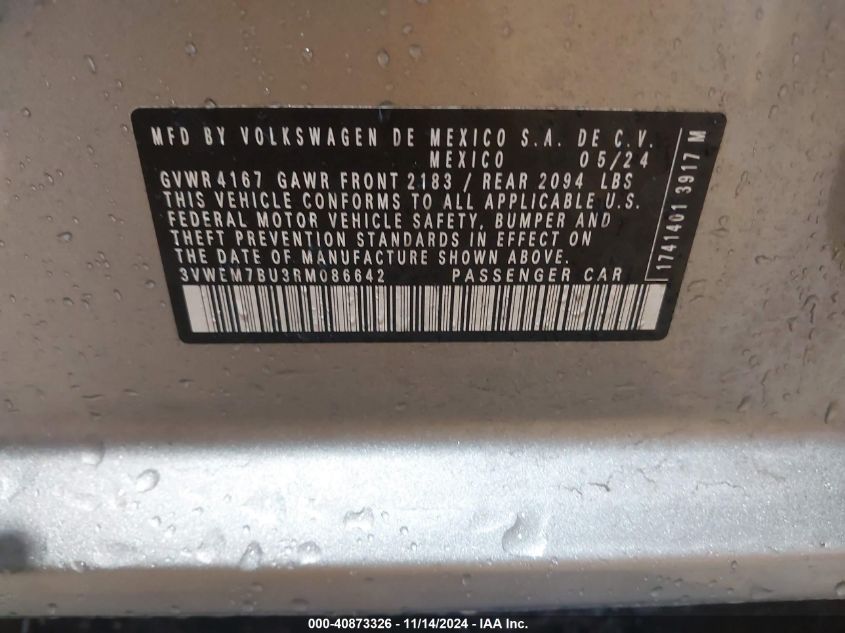 MFD BY VOLKSWAGEN DE MEXICO S.A. DE C.V.
MEXICO 05/24
GVWR 4167 GAWR FRONT 2183 / REAR 2094 LBS
THIS VEHICLE CONFORMS TO ALL APPLICABLE U.S.
FEDERAL MOTOR VEHICLE SAFETY, BUMPER AND
THEFT PREVENTION STANDARDS IN EFFECT ON
THE DATE OF MANUFACTURE SHOWN ABOVE.
3VWEM7BU3RM086642 PASSENGER CAR
1741401 3917 M
000-40873326 - 11/14/2024 - IAA Inc.